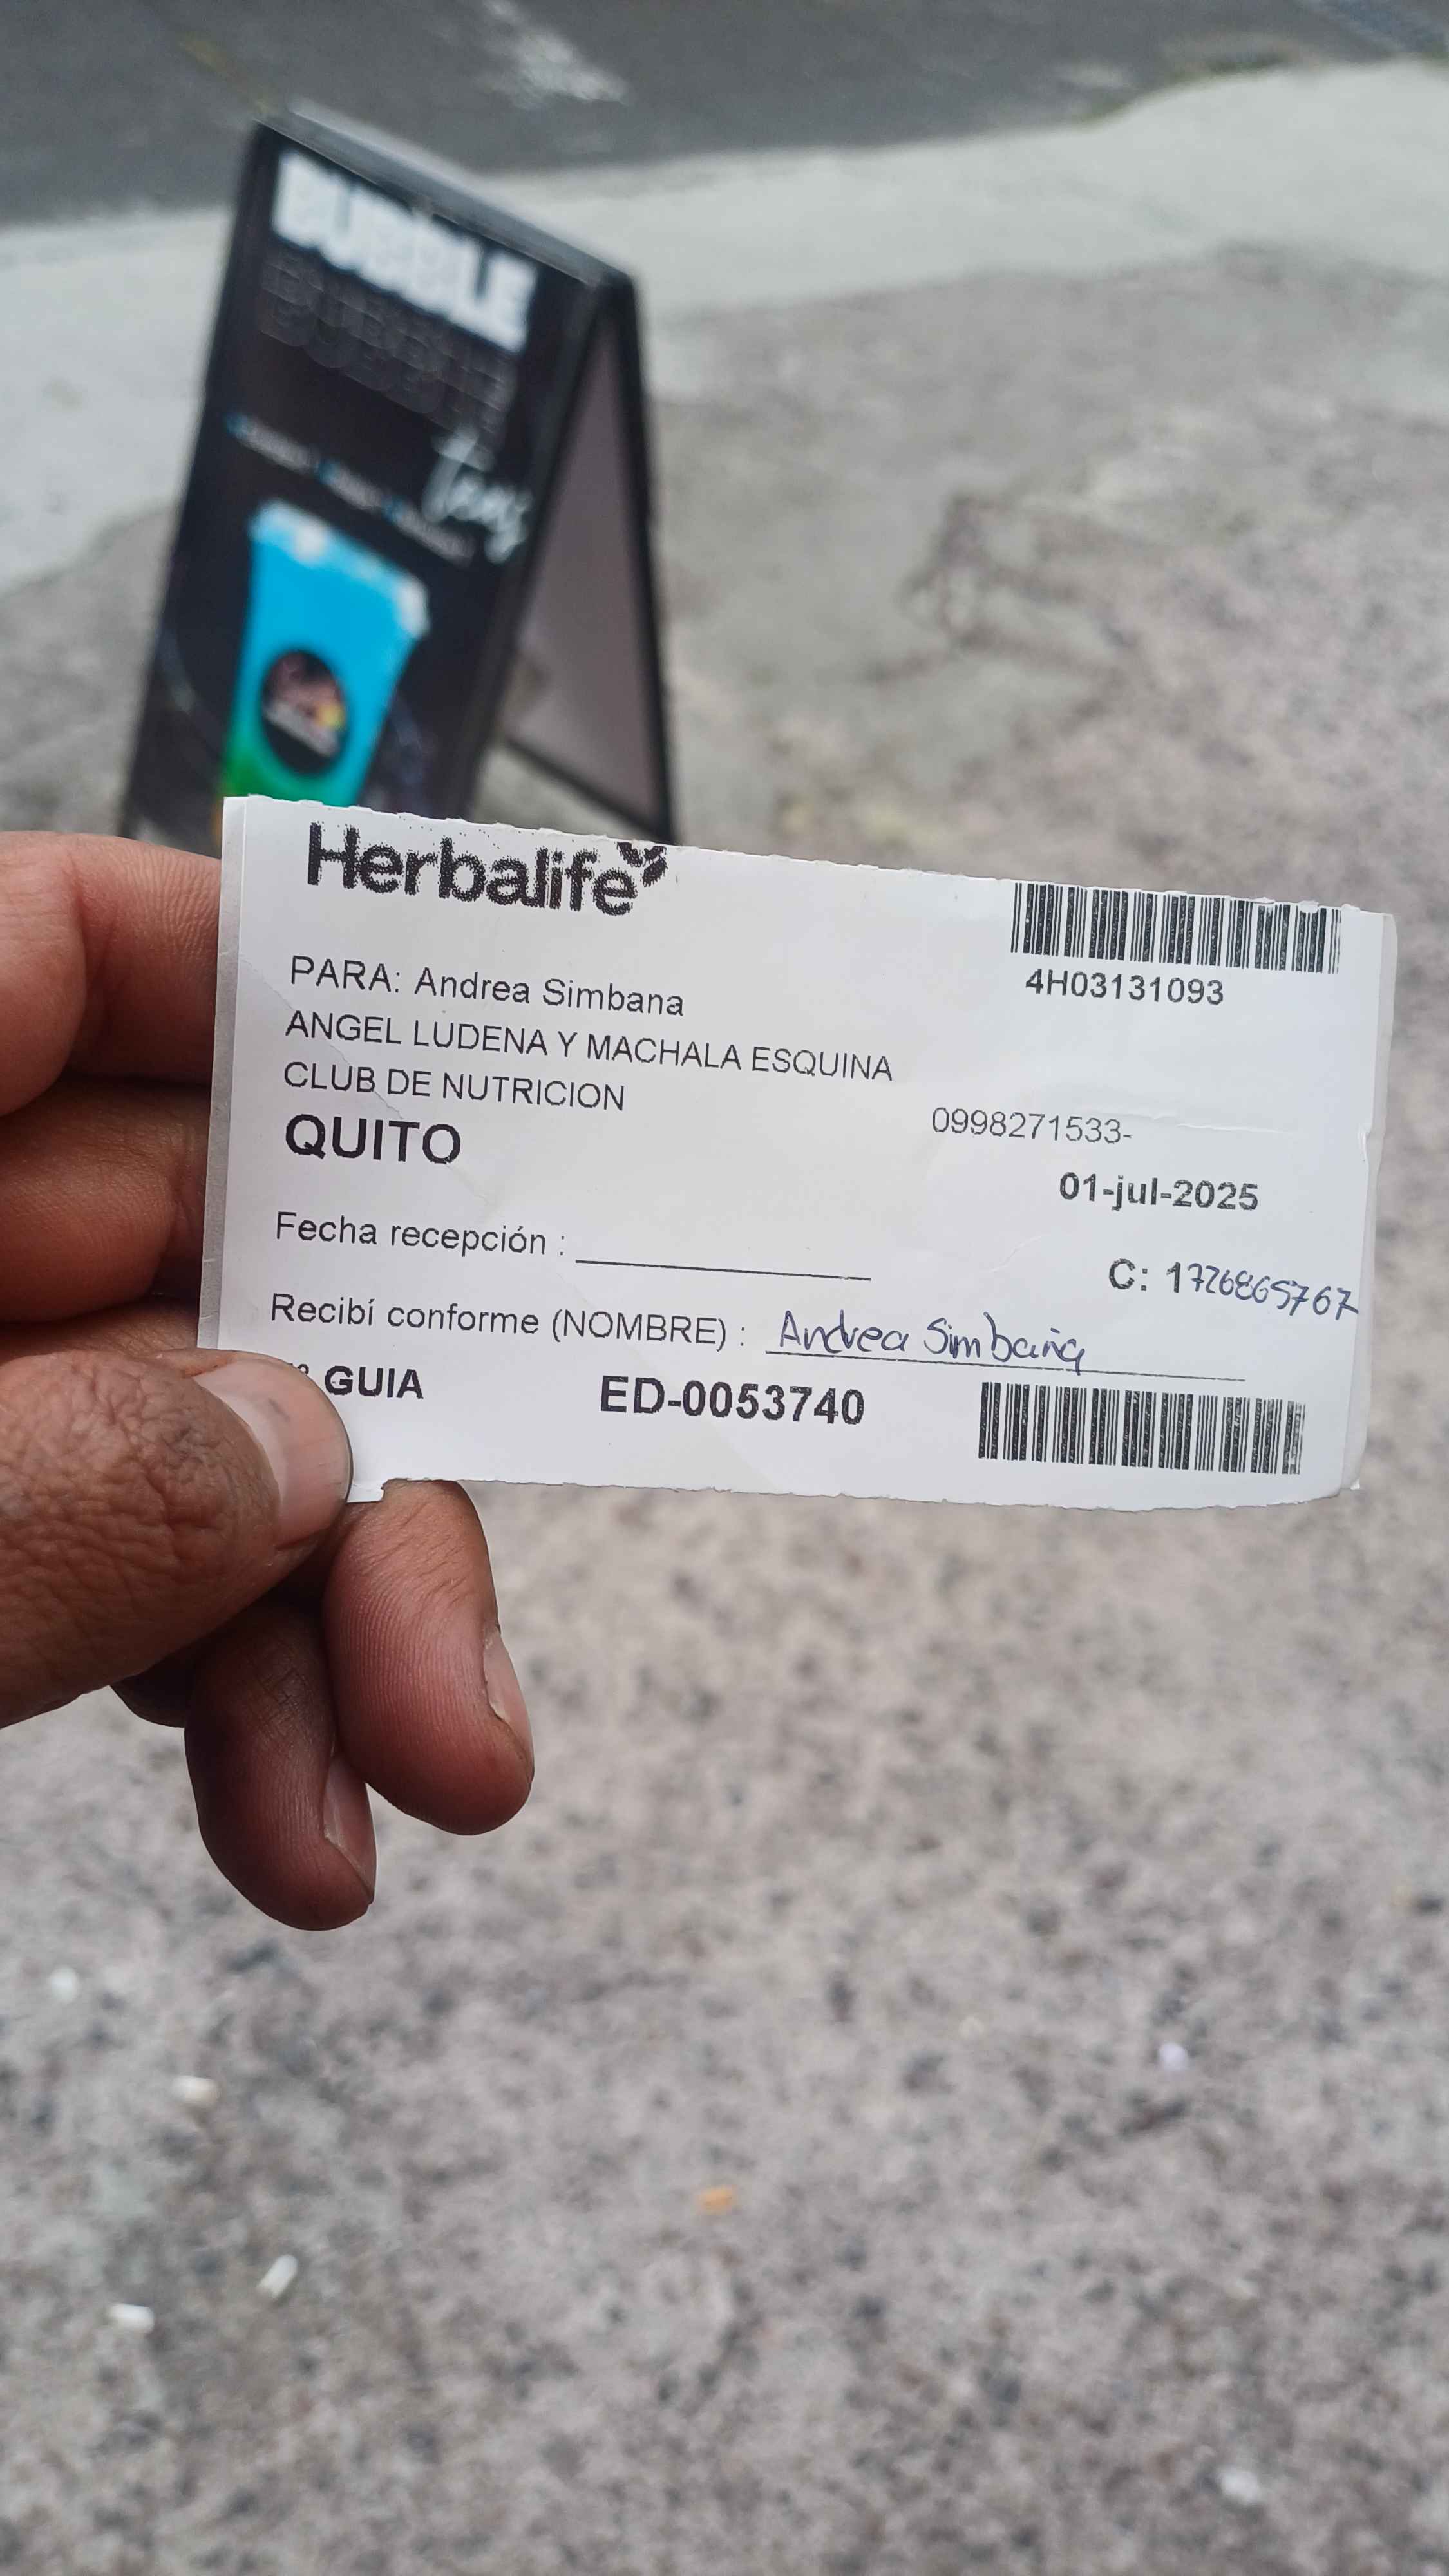 BUBBLE
Teas
Herbalife
4H03131093
PARA: Andrea Simbana
ANGEL LUDENA Y MACHALA ESQUINA
CLUB DE NUTRICION
0998271533-
QUITO
01-jul-2025
Fecha recepción :
C: 1726865767
Recibí conforme (NOMBRE) : Andrea Simbaña
° GUIA ED-0053740